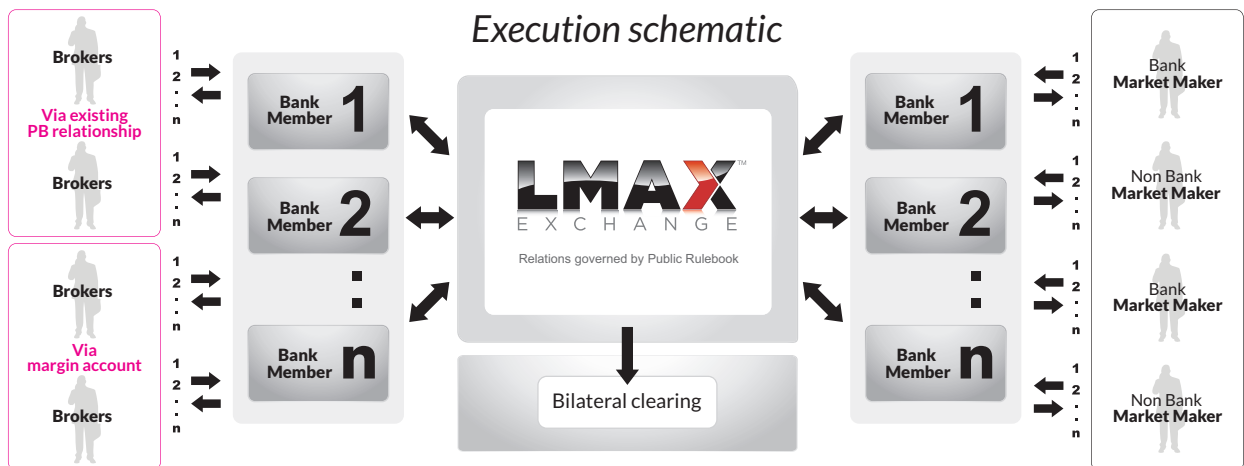 Execution schematic
Brokers
Via existing
PB relationship
Brokers
Brokers
Via
margin account
Brokers
1
2
.
.
n
1
2
.
.
n
1
2
.
.
n
1
2
.
.
n
Bank
Member 1
Bank
Member 2
:
Bank
Member n
LMAX™
EXCHANGE
Relations governed by Public Rulebook
Bilateral clearing
Bank
Member 1
Bank
Member 2
:
Bank
Member n
1
2
.
.
n
1
2
.
.
n
1
2
.
.
n
1
2
.
.
n
Bank
Market Maker
Non Bank
Market Maker
Bank
Market Maker
Non Bank
Market Maker